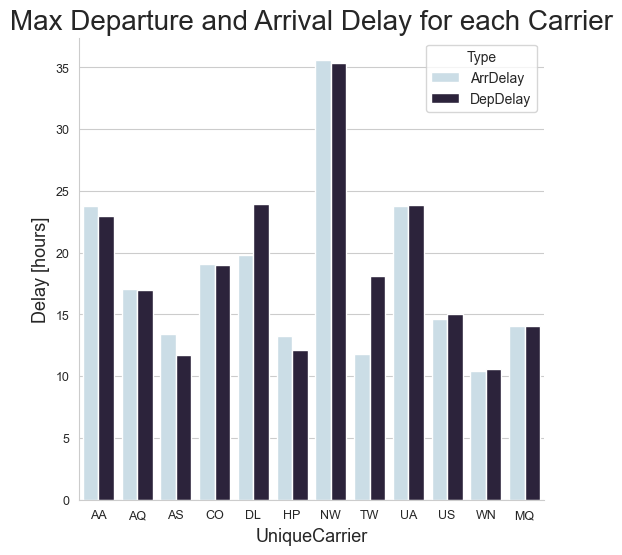 Max Departure and Arrival Delay for each Carrier
Type
ArrDelay
DepDelay
Delay [hours]
35
30
25
20
15
10
5
0
AA AQ AS CO DL HP NW TW UA US WN MQ
UniqueCarrier